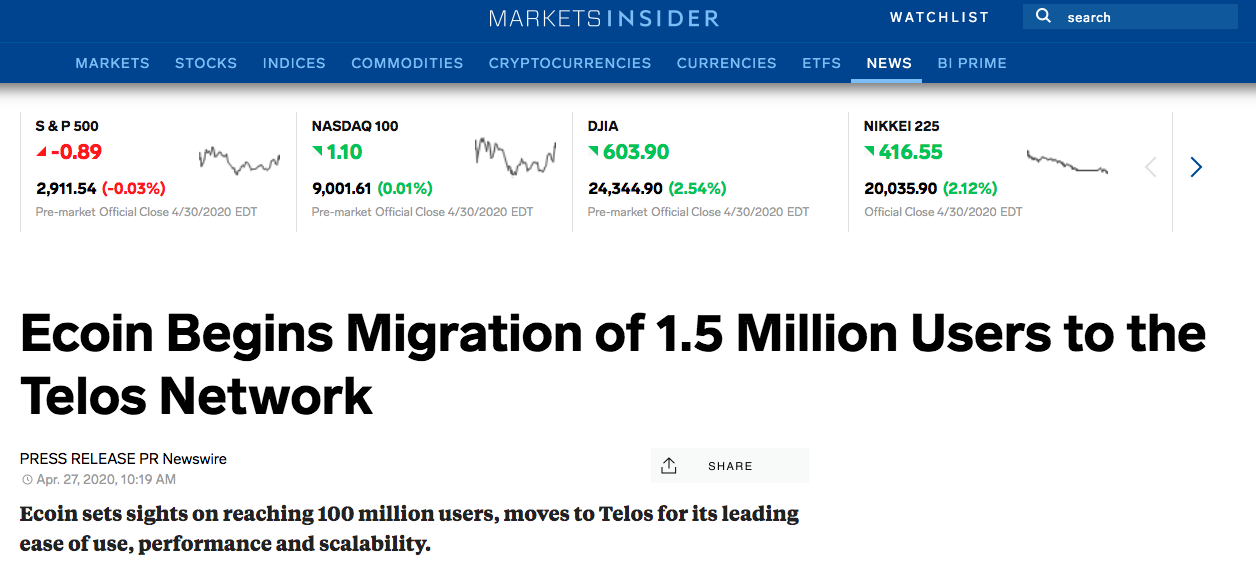 MARKETS INSIDER
WATCHLIST
search
MARKETS STOCKS INDICES COMMODITIES CRYPTOCURRENCIES CURRENCIES ETFS NEWS BI PRIME
S & P 500
-0.89
2,911.54 (-0.03%)
Pre-market Official Close 4/30/2020 EDT
NASDAQ 100
1.10
9,001.61 (0.01%)
Pre-market Official Close 4/30/2020 EDT
DJIA
603.90
24,344.90 (2.54%)
Pre-market Official Close 4/30/2020 EDT
NIKKEI 225
416.55
20,035.90 (2.12%)
Official Close 4/30/2020 EDT
Ecoin Begins Migration of 1.5 Million Users to the
Telos Network
PRESS RELEASE PR Newswire
Apr. 27, 2020, 10:19 AM
SHARE
Ecoin sets sights on reaching 100 million users, moves to Telos for its leading
ease of use, performance and scalability.